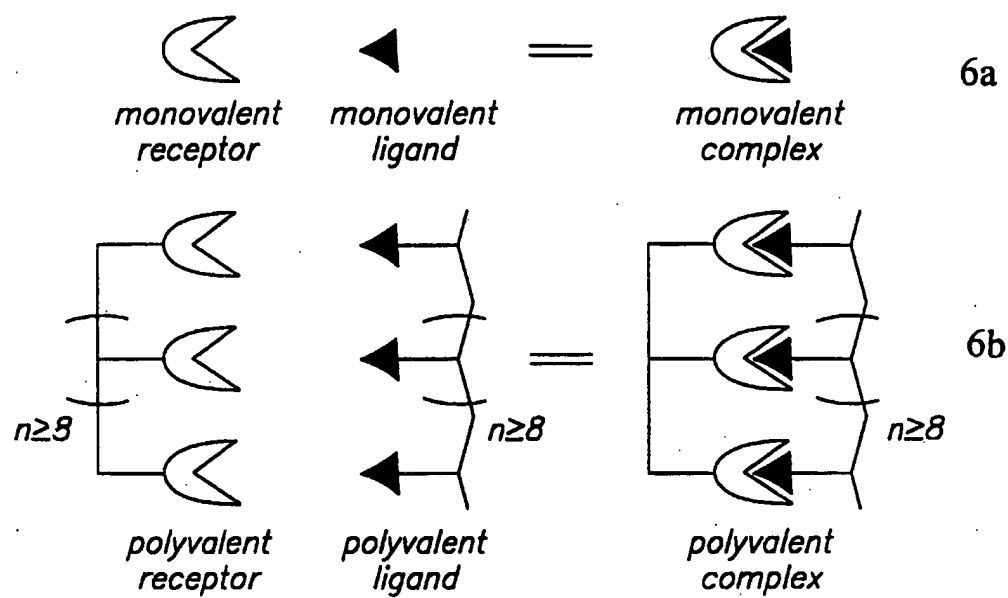 6a
monovalent receptor
monovalent ligand
monovalent complex
6b
n≥8
n≥8
n≥8
polyvalent receptor
polyvalent ligand
polyvalent complex